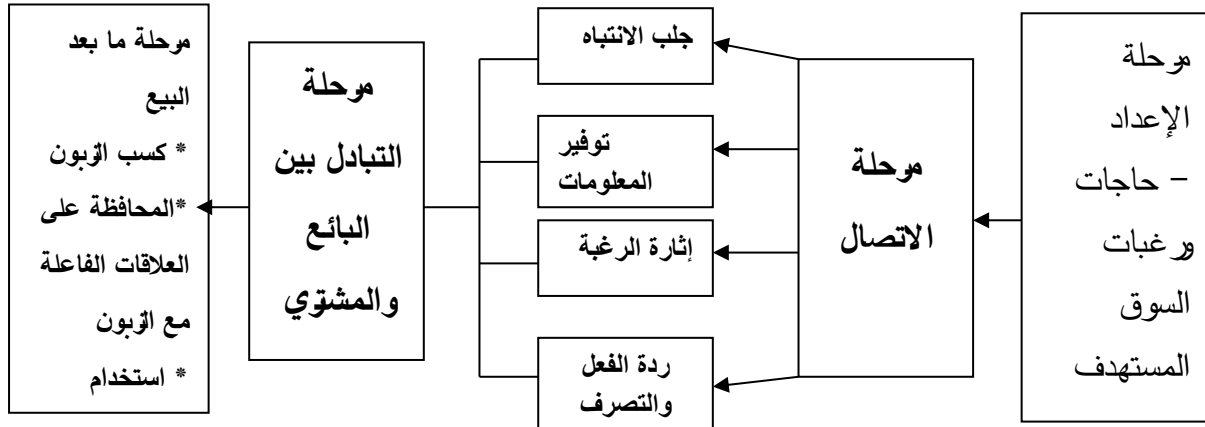 مرحلة
الإعداد
– حاجات
ورغبات
السوق
المستهدف
مرحلة
الاتصال
جلب الانتباه
توفير
المعلومات
إثارة الرغبة
ردة الفعل
والتصرف
مرحلة
التبادل بين
البائع
والمشتري
مرحلة ما بعد
البيع
* كسب الزبون
*المحافظة على
العلاقات الفاعلة
مع الزبون
* استخدام